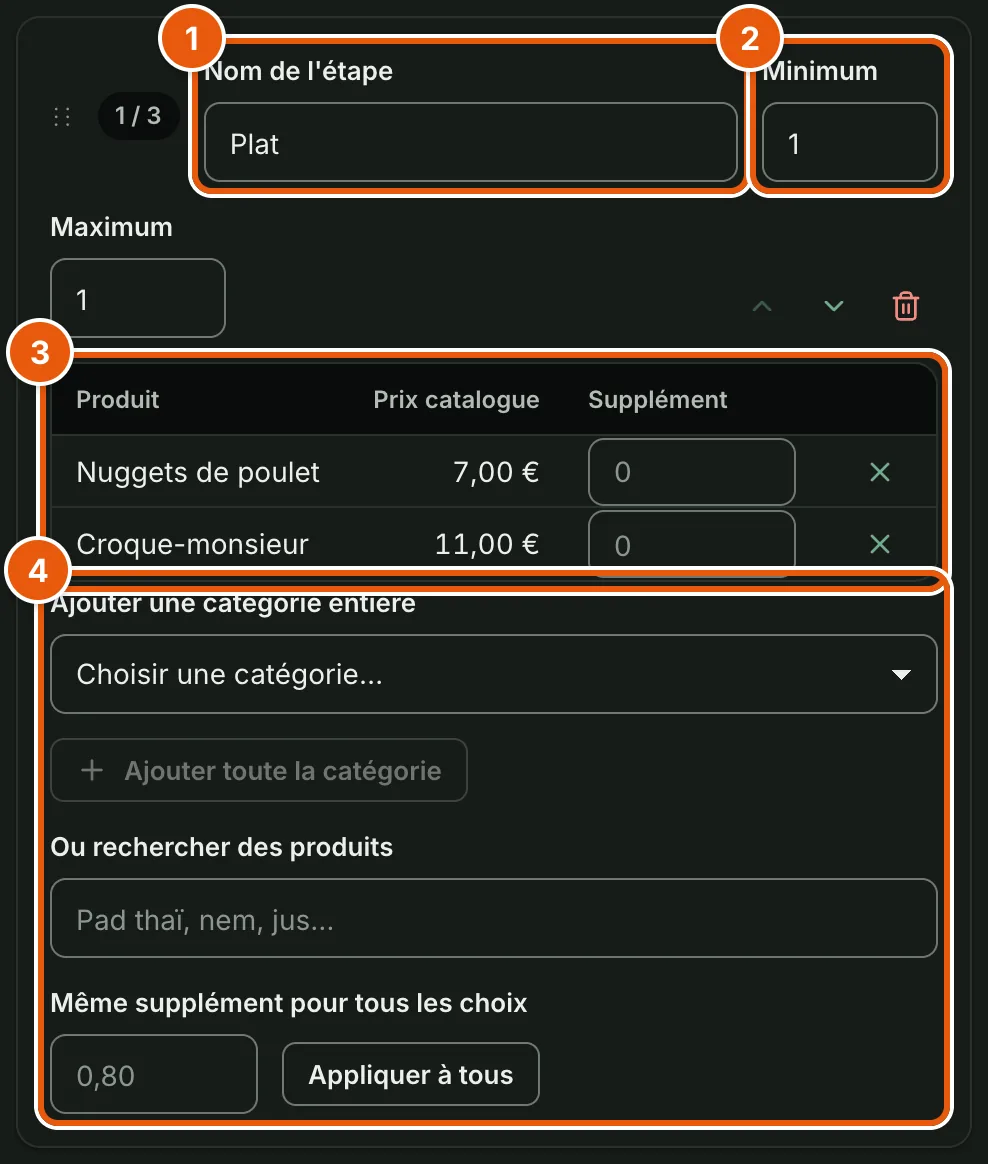 1
2
Nom de l'étape
Minimum
1 / 3
Plat
1
Maximum
1
3
Produit Prix catalogue Supplément
Nuggets de poulet 7,00 € 0
Croque-monsieur 11,00 € 0
4
Ajouter une catégorie entière
Choisir une catégorie...
+ Ajouter toute la catégorie
Ou rechercher des produits
Pad thaï, nem, jus...
Même supplément pour tous les choix
0,80 Appliquer à tous